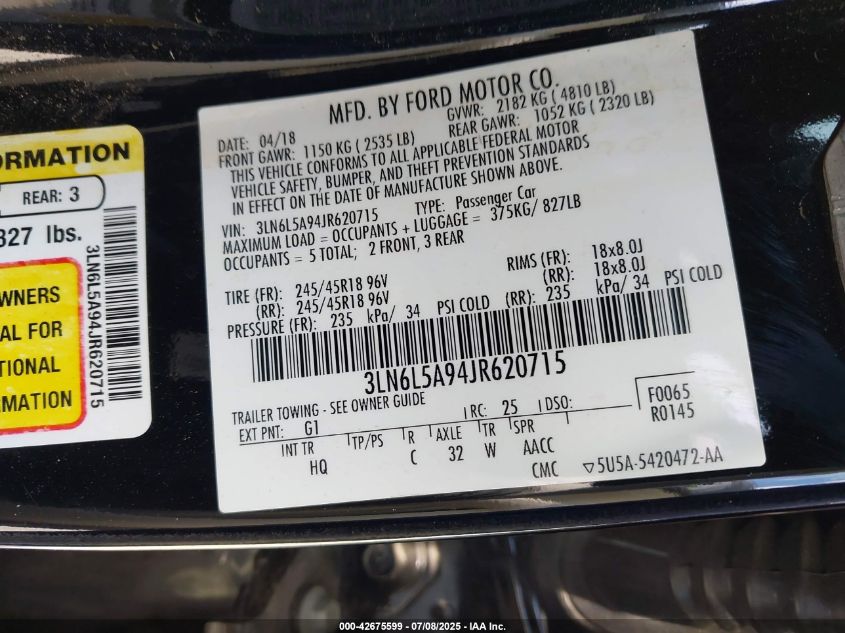 ORMATION
REAR: 3
327 lbs.
WNERS
AL FOR
TIONAL
RMATION
3LN6L5A94JR620715
MFD. BY FORD MOTOR CO.
DATE: 04/18 GVWR: 2182 KG ( 4810 LB)
FRONT GAWR: 1150 KG ( 2535 LB) REAR GAWR: 1052 KG ( 2320 LB)
THIS VEHICLE CONFORMS TO ALL APPLICABLE FEDERAL MOTOR
VEHICLE SAFETY, BUMPER, AND THEFT PREVENTION STANDARDS
IN EFFECT ON THE DATE OF MANUFACTURE SHOWN ABOVE.
VIN: 3LN6L5A94JR620715 TYPE: Passenger Car
MAXIMUM LOAD = OCCUPANTS + LUGGAGE = 375KG/ 827LB
OCCUPANTS = 5 TOTAL; 2 FRONT, 3 REAR
TIRE (FR): 245/45R18 96V RIMS (FR): 18x8.0J
(RR): 245/45R18 96V (RR): 18x8.0J
PRESSURE (FR): 235 kPa/ 34 PSI COLD (RR): 235 kPa/ 34 PSI COLD
3LN6L5A94JR620715
TRAILER TOWING - SEE OWNER GUIDE
EXT PNT: G1 RC: 25 DSO: F0065
R0145
INT TR TP/PS R AXLE TR SPR
HQ C 32 W AACC
CMC ▽5U5A-5420472-AA
000-42675599 - 07/08/2025 - IAA Inc.